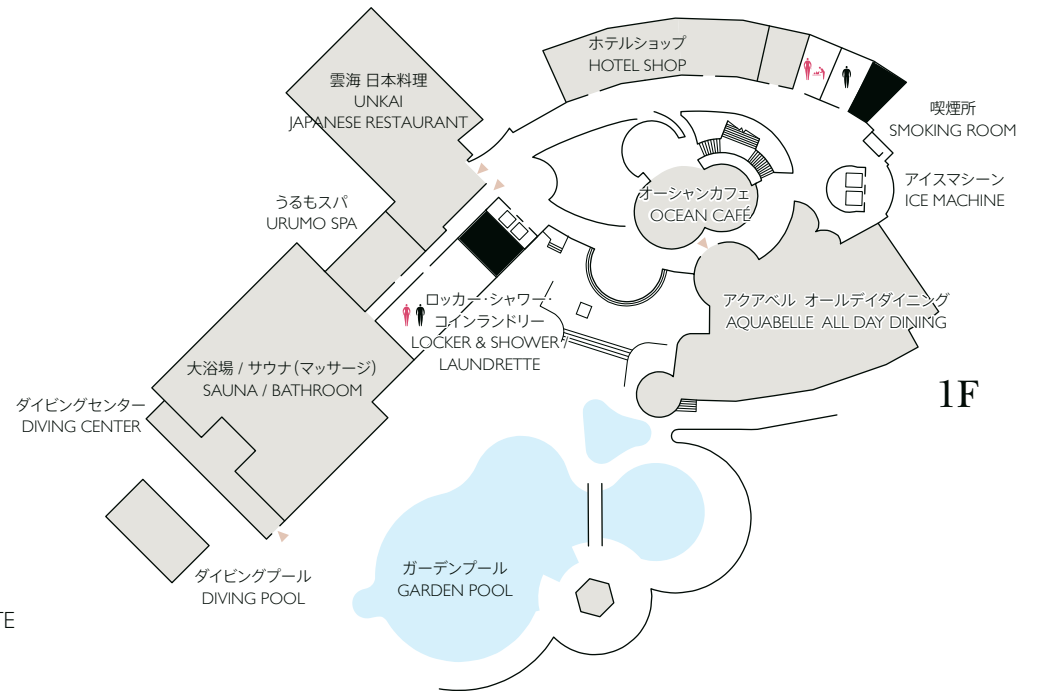 ホテルショップ
HOTEL SHOP
雲海 日本料理
UNKAI
JAPANESE RESTAURANT
喫煙所
SMOKING ROOM
アイスマシーン
ICE MACHINE
うるもスパ
URUMO SPA
オーシャンカフェ
OCEAN CAFÉ
ロッカー・シャワー・
コインランドリー
LOCKER & SHOWER /
LAUNDRETTE
アクアベル オールデイダイニング
AQUABELLE ALL DAY DINING
大浴場 / サウナ(マッサージ)
SAUNA / BATHROOM
1F
ダイビングセンター
DIVING CENTER
ガーデンプール
GARDEN POOL
ダイビングプール
DIVING POOL
TE